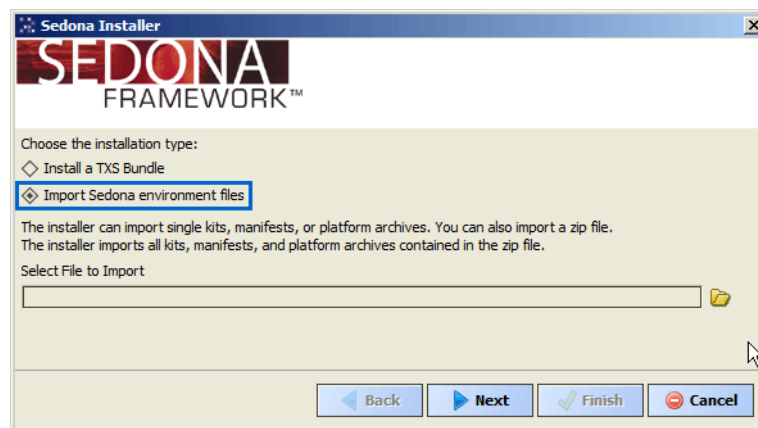 Sedona Installer
SEDONA
FRAMEWORK™
Choose the installation type:
Install a TXS Bundle
Import Sedona environment files
The installer can import single kits, manifests, or platform archives. You can also import a zip file.
The installer imports all kits, manifests, and platform archives contained in the zip file.
Select File to Import
Back Next Finish Cancel